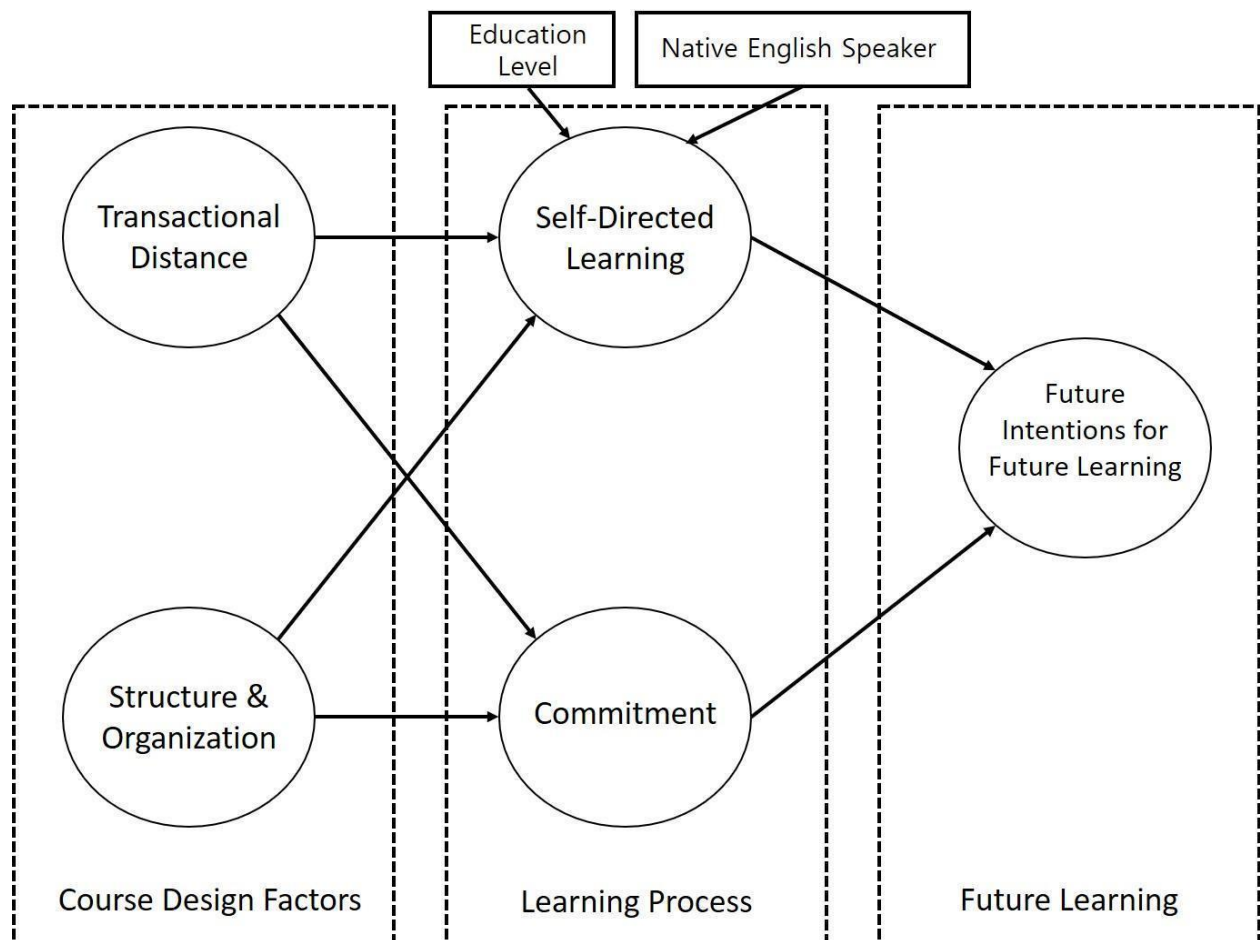 Education
Level
Native English Speaker
Transactional
Distance
Self-Directed
Learning
Future
Intentions for
Future Learning
Structure &
Organization
Commitment
Course Design Factors
Learning Process
Future Learning